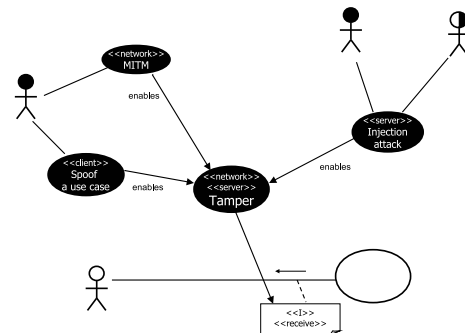 <<network>>
MITM
enables
<<server>>
Injection
attack
enables
<<client>>
Spoof
a use case
enables
<<network>>
<<server>>
Tamper
<<I>>
<<receive>>